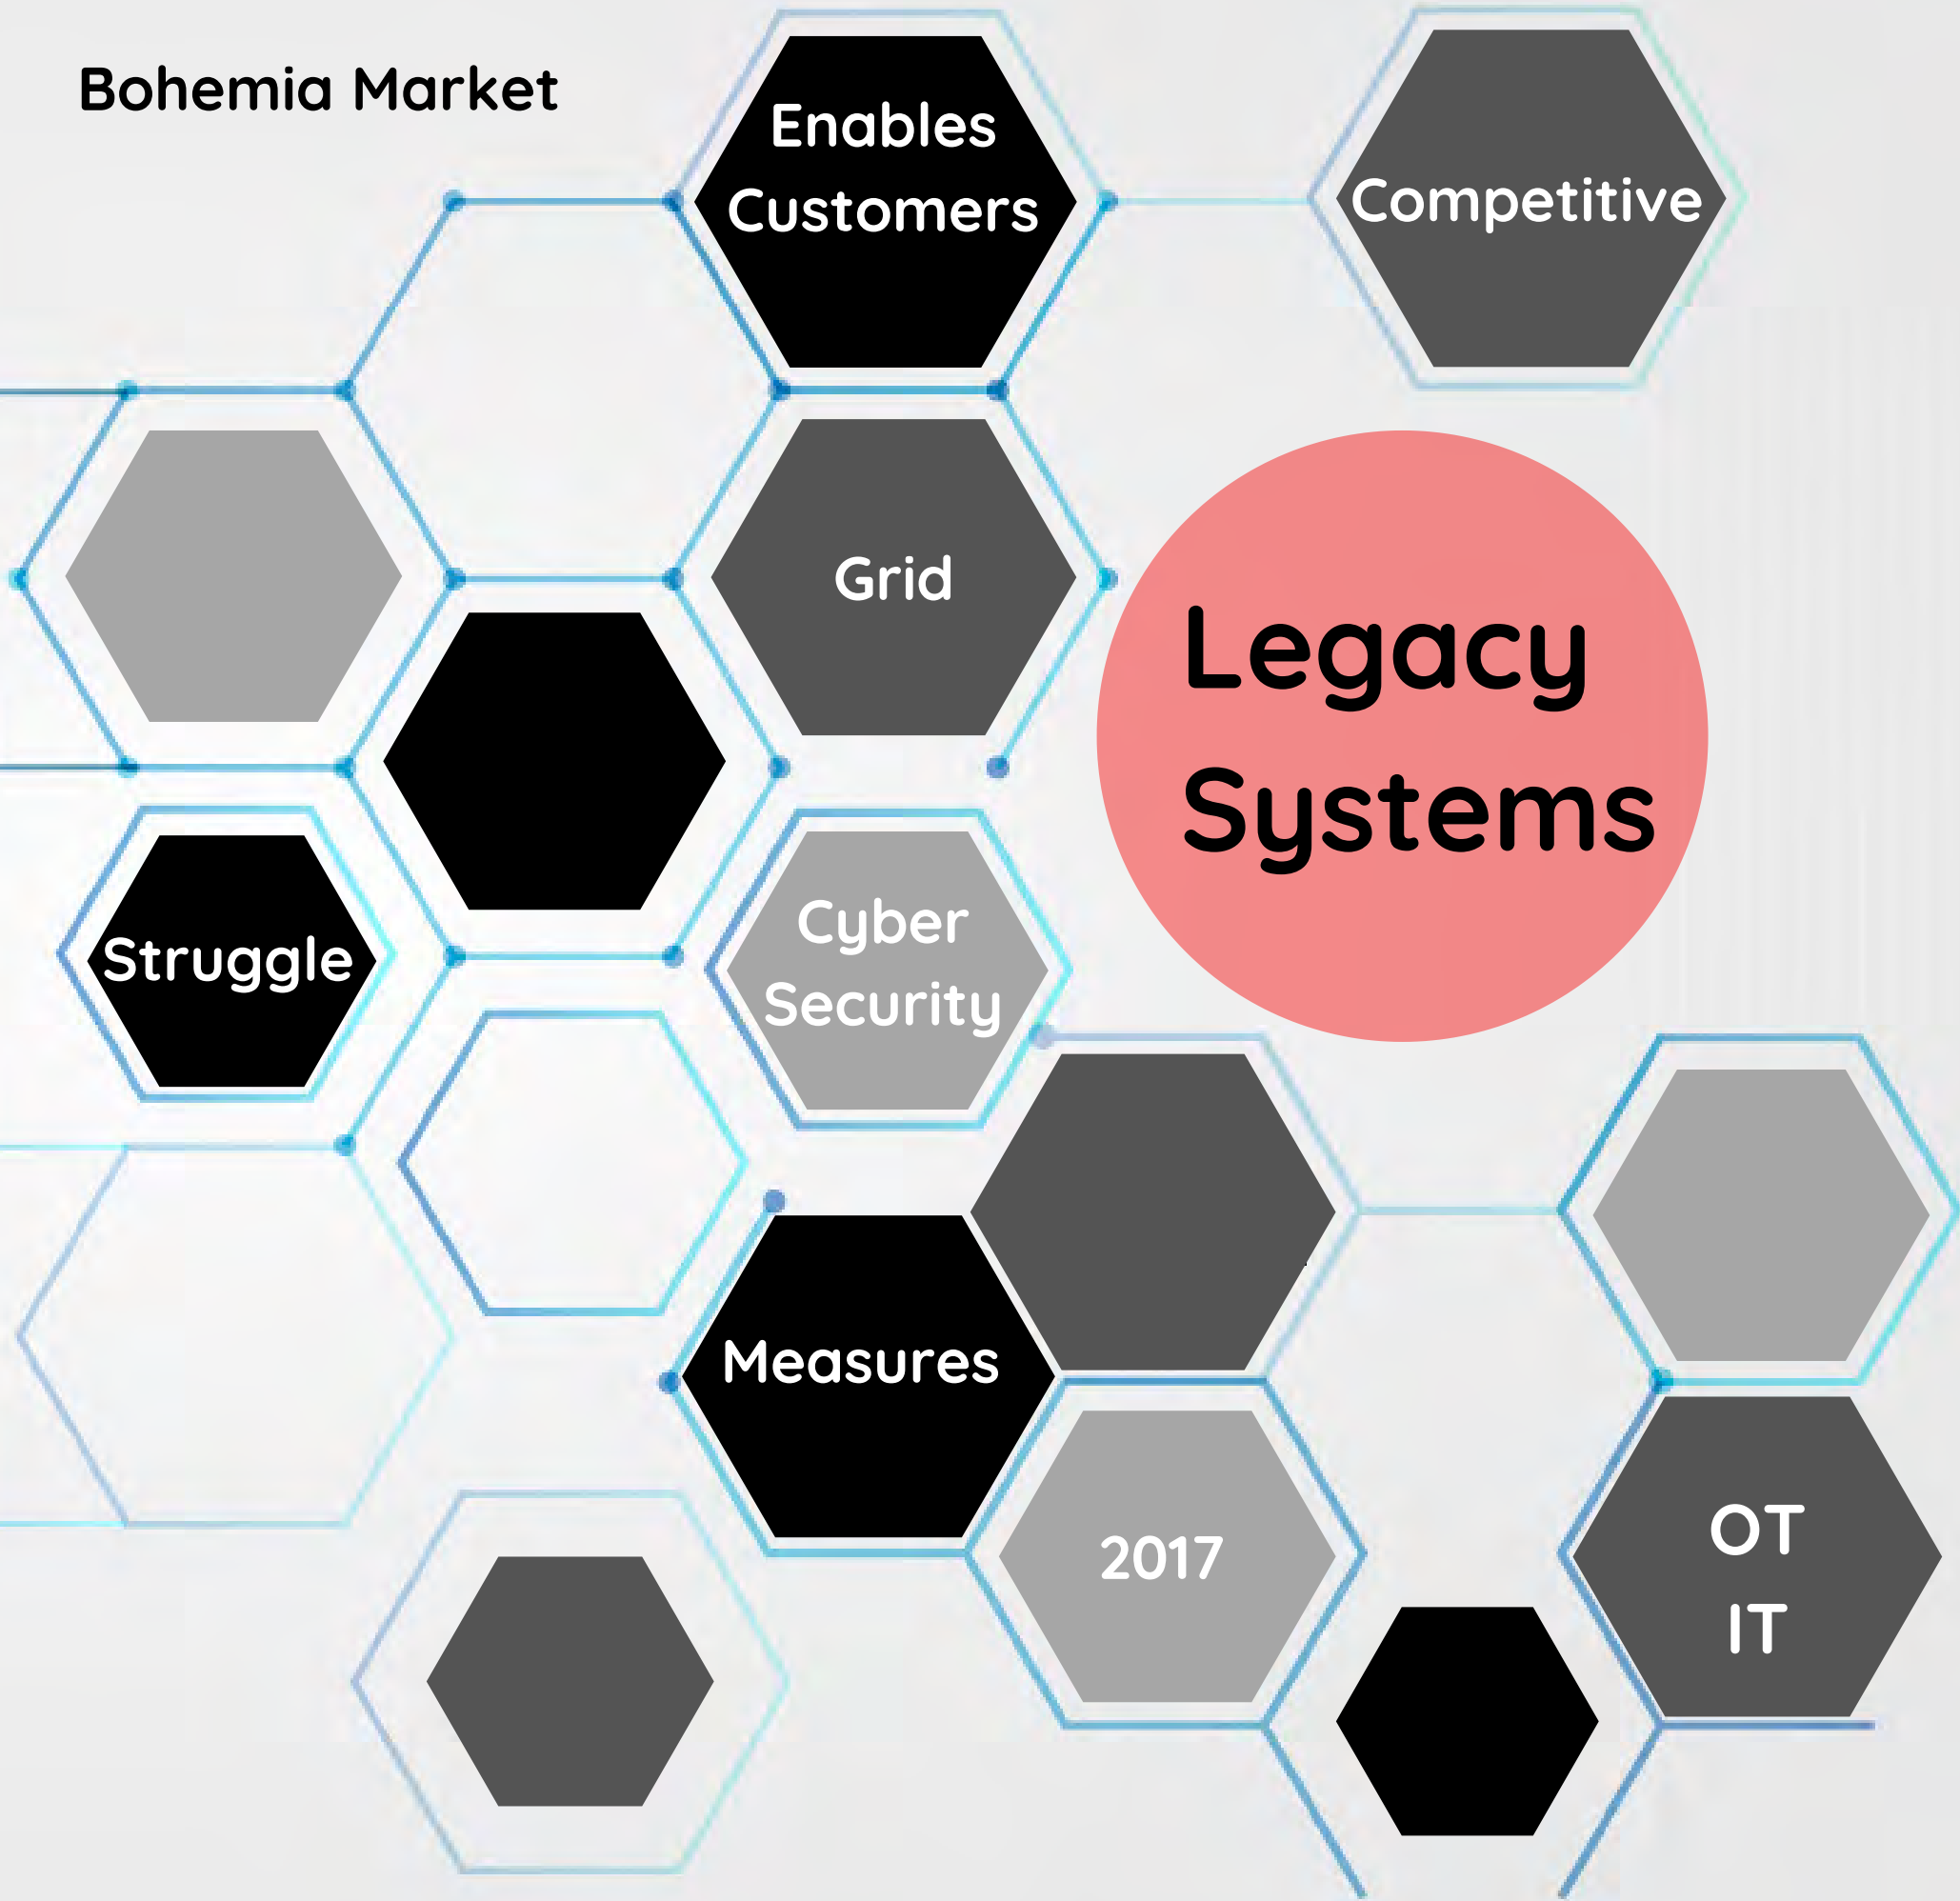 Bohemia Market
Enables
Customers
Competitive
Grid
Legacy
Systems
Cyber
Security
Struggle
Measures
2017
OT
IT